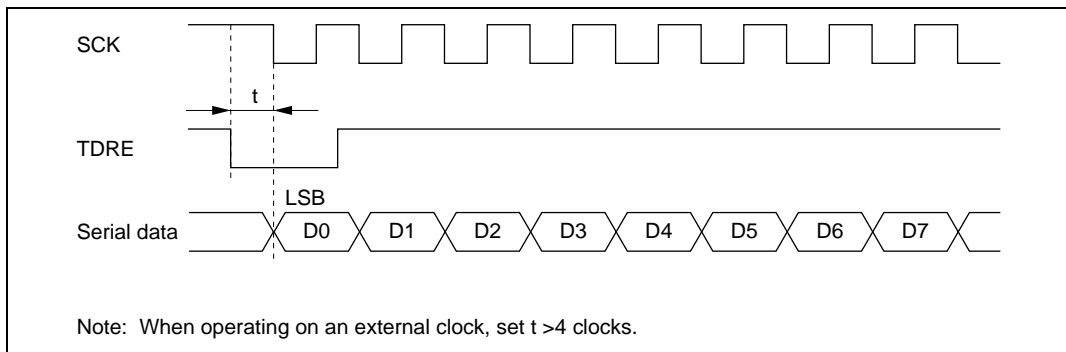 SCK
t
TDRE
LSB
Serial data D0 D1 D2 D3 D4 D5 D6 D7
Note: When operating on an external clock, set t >4 clocks.